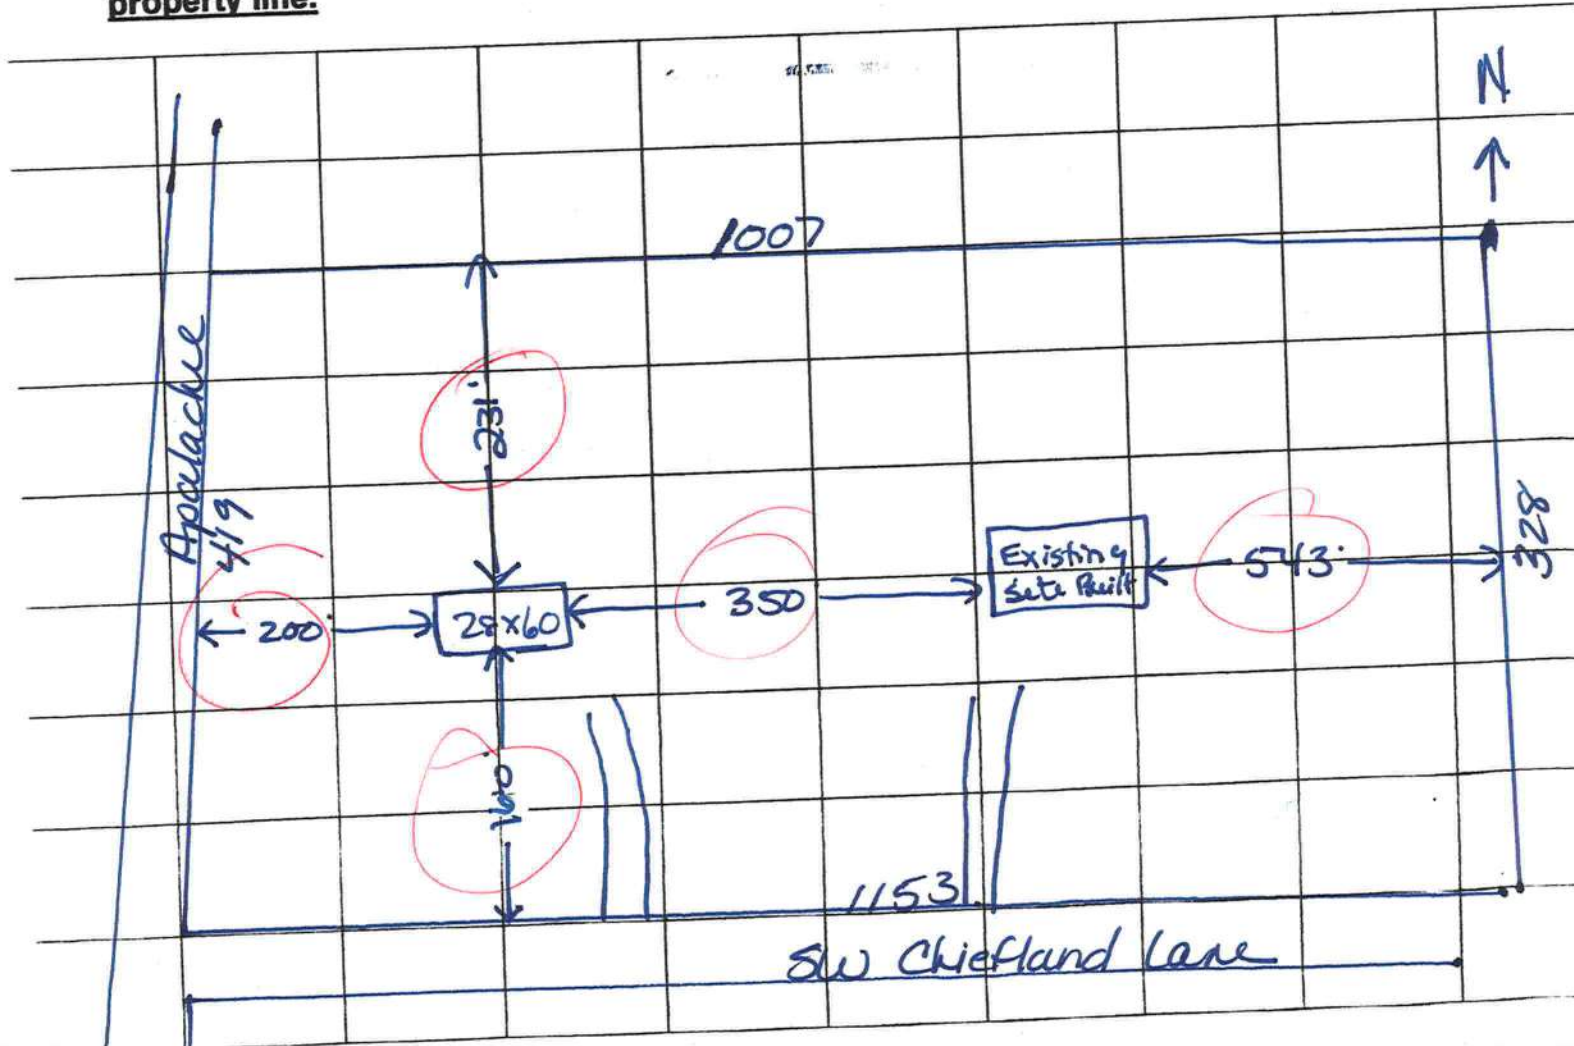 property line.
N
1007
Apalachee
419
231'
328
Existing
Site Built
543'
350
200'
28x60
160'
1153
SW Chiefland Lane